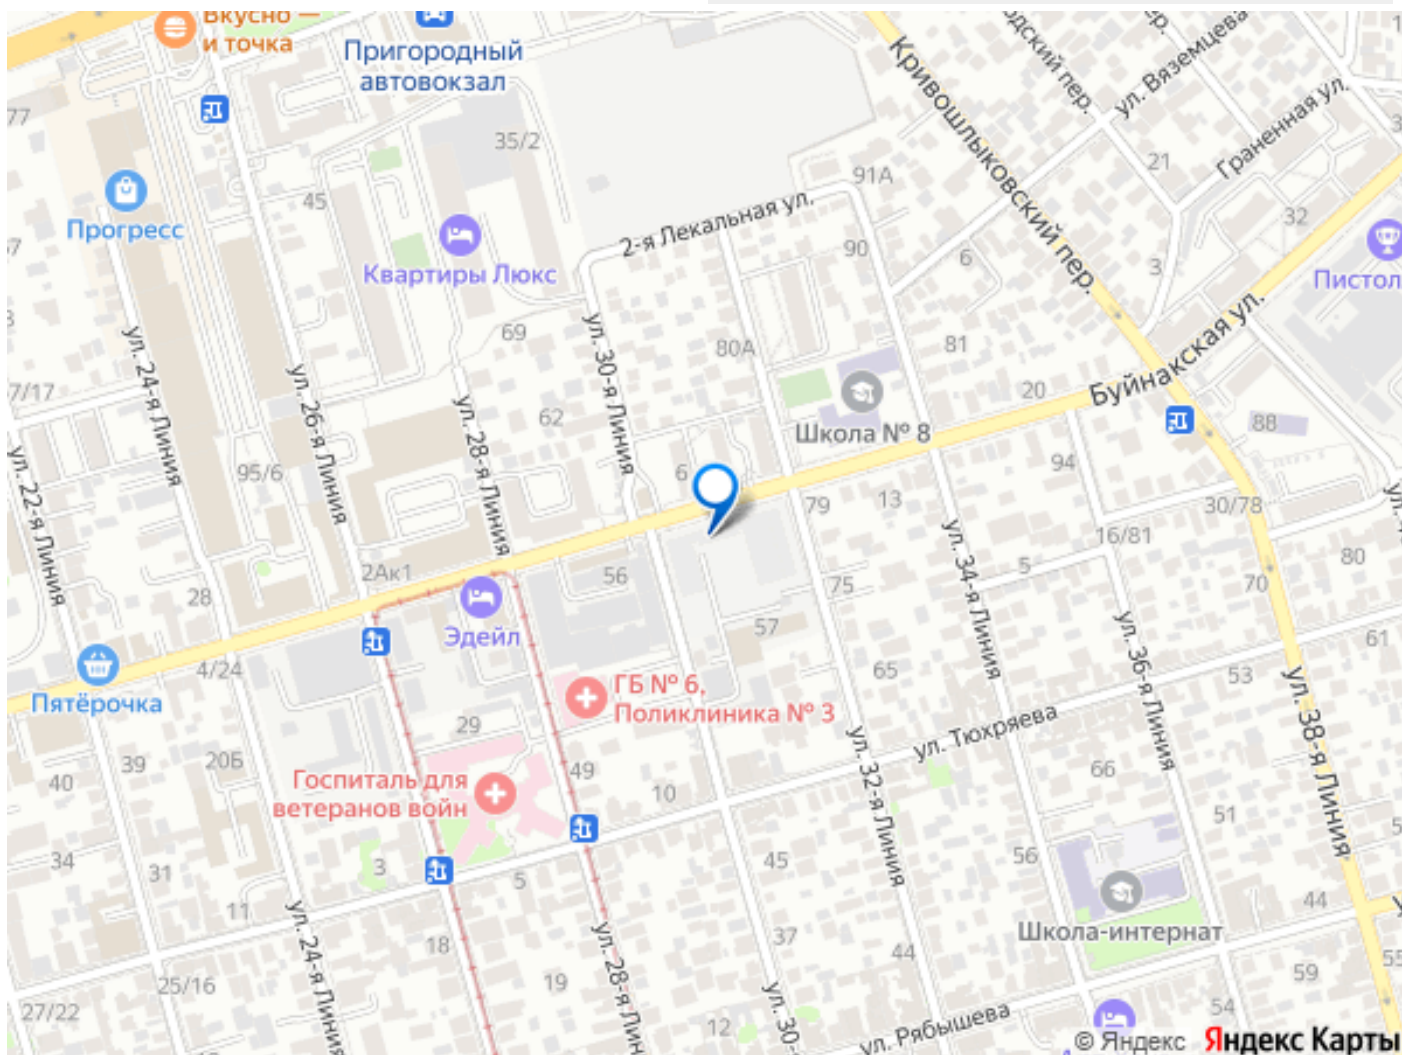 Вкусно —
и точка
Пригородный
автовокзал
Кривошлыковский пер.
ул. Вяземцева
Граненная ул.
77
35/2
91А
21
45
Прогресс
2-я Лекальная ул.
90
6
32
3
Квартиры Люкс
Пистол
69
80А
81
Буйнакская ул.
7/17
ул. 24-я Линия
ул. 26-я Линия
ул. 28-я Линия
ул. 30-я Линия
62
20
Школа № 8
88
ул. 22-я Линия
95/6
6
94
13
79
30/78
16/81
80
2Ак1
56
5
28
75
70
Эдейл
57
ул. 34-я Линия
ул. 36-я Линия
61
4/24
65
53
Пятёрочка
ГБ № 6,
Поликлиника № 3
29
ул. Тюхряева
ул. 38-я Линия
39
20Б
40
Госпиталь для
ветеранов войн
49
10
ул. 32-я Линия
66
51
34
31
3
5
45
56
11
44
ул. 24-я Линия
18
ул. 28-я Лин
37
44
Школа-интернат
25/16
19
59
55
27/22
12
ул. 30-
ул. Рябышева
54
© Яндекс Яндекс Карты